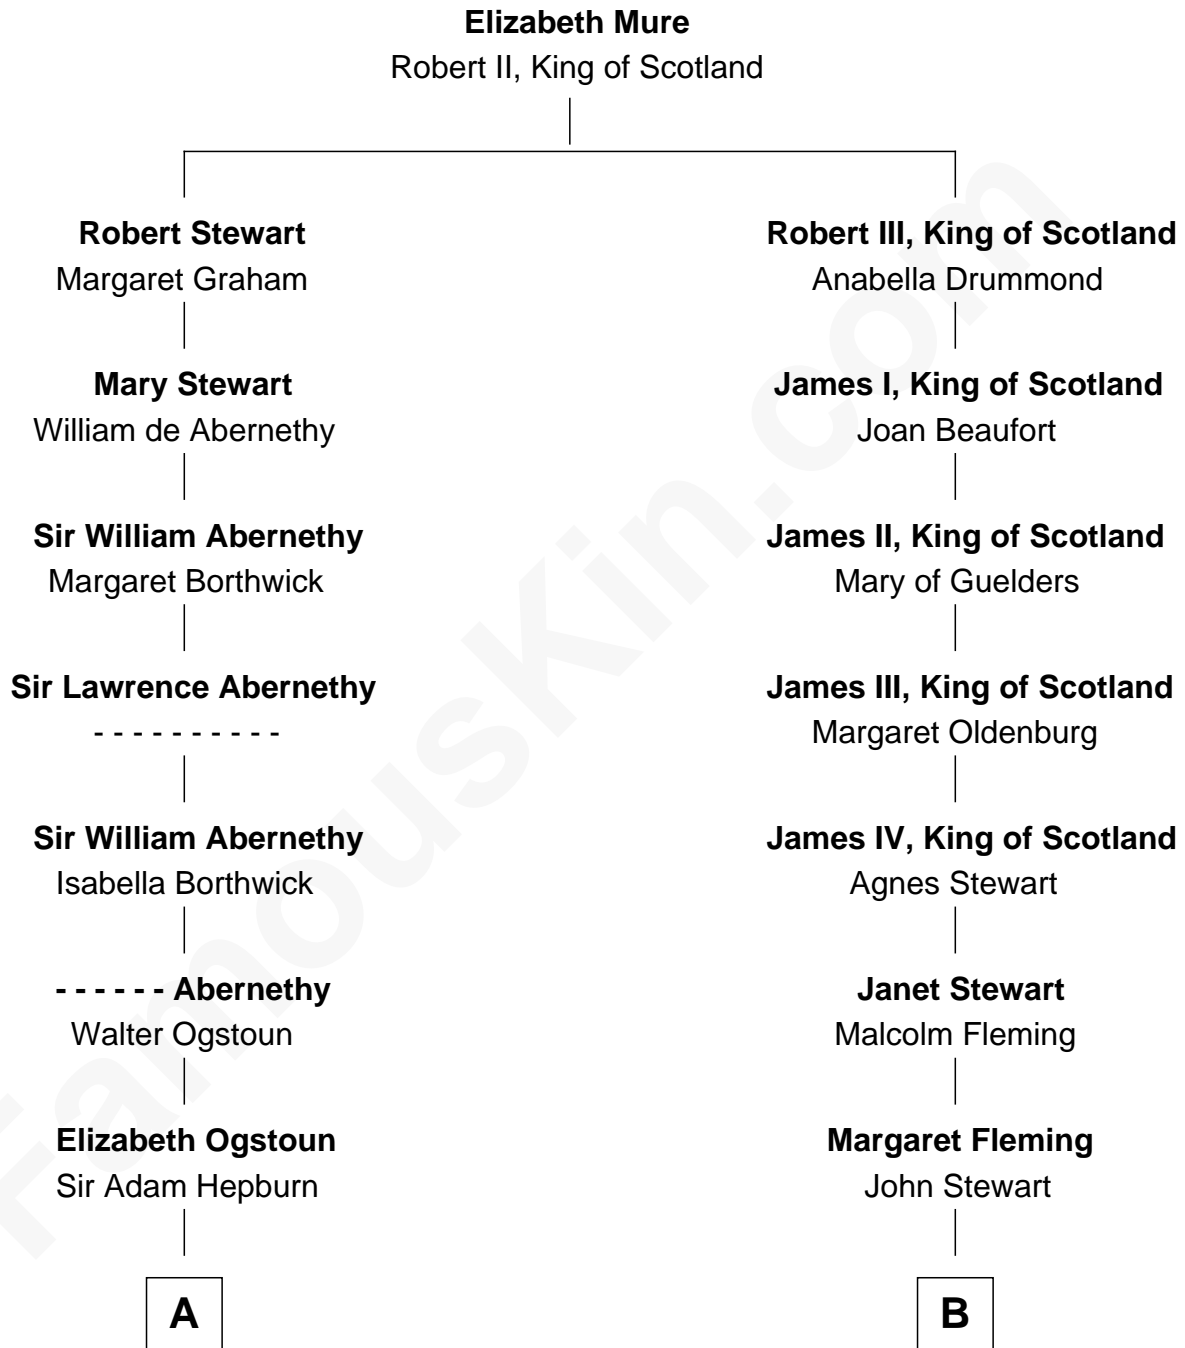 Elizabeth Mure
Robert II, King of Scotland
Robert Stewart
Margaret Graham
Mary Stewart
William de Abernethy
Sir William Abernethy
Margaret Borthwick
Sir Lawrence Abernethy
- - - - - - - - - -
Sir William Abernethy
Isabella Borthwick
- - - - - - Abernethy
Walter Ogstoun
Elizabeth Ogstoun
Sir Adam Hepburn
A
Robert III, King of Scotland
Anabella Drummond
James I, King of Scotland
Joan Beaufort
James II, King of Scotland
Mary of Guelders
James III, King of Scotland
Margaret Oldenburg
James IV, King of Scotland
Agnes Stewart
Janet Stewart
Malcolm Fleming
Margaret Fleming
John Stewart
B
FamousKin.com